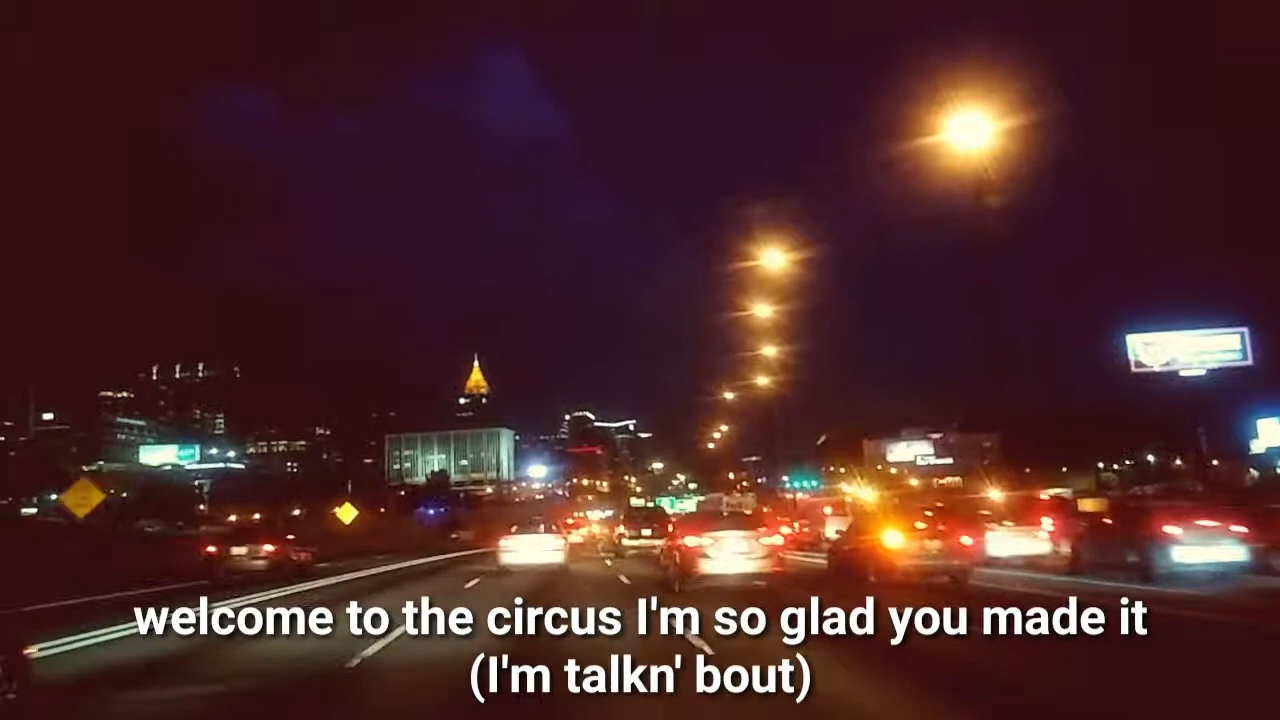 welcome to the circus I'm so glad you made it
(I'm talkn' bout)